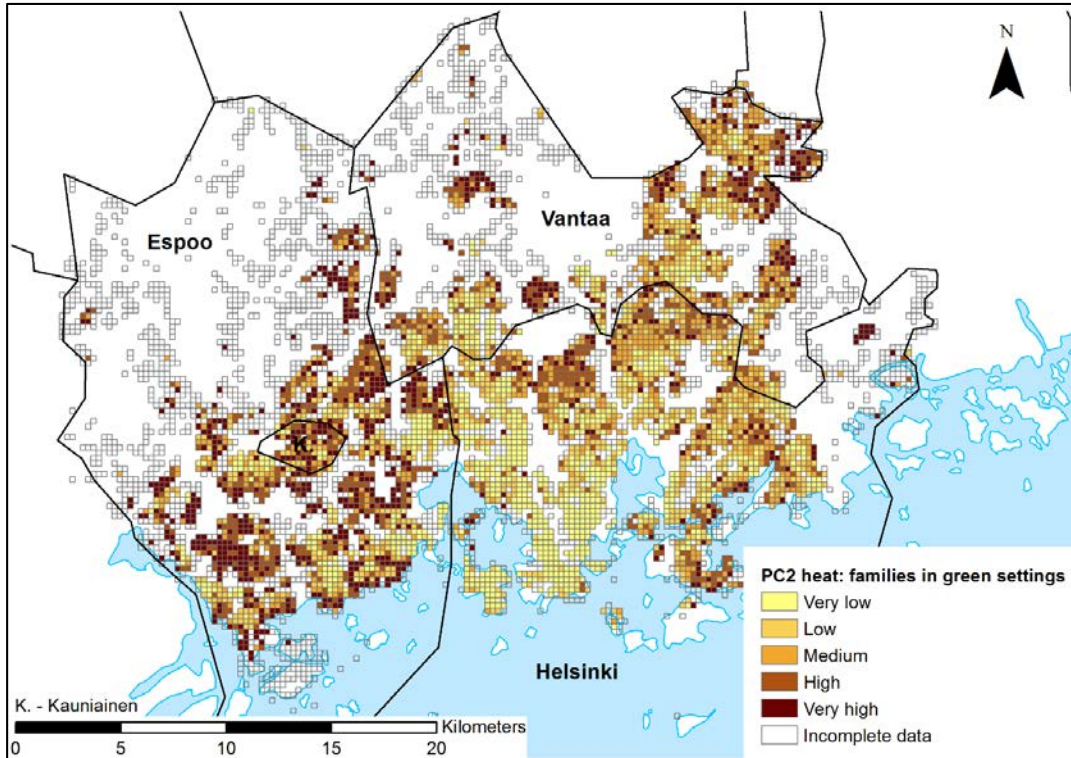 N
Vantaa
Espoo
K.
Helsinki
PC2 heat: families in green settings
Very low
Low
Medium
High
Very high
Incomplete data
K. - Kauniainen
Kilometers
0 5 10 15 20